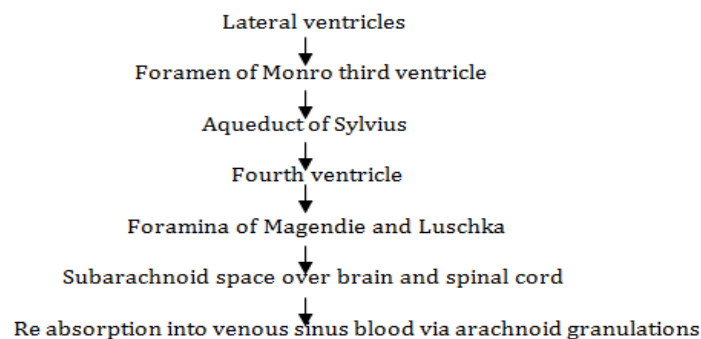 Lateral ventricles
Foramen of Monro third ventricle
Aqueduct of Sylvius
Fourth ventricle
Foramina of Magendie and Luschka
Subarachnoid space over brain and spinal cord
Re absorption into venous sinus blood via arachnoid granulations